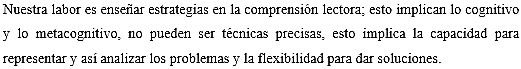 Nuestra labor es enseñar estrategias en la comprensión lectora; esto implican lo cognitivo
y lo metacognitivo, no pueden ser técnicas precisas, esto implica la capacidad para
representar y así analizar los problemas y la flexibilidad para dar soluciones.